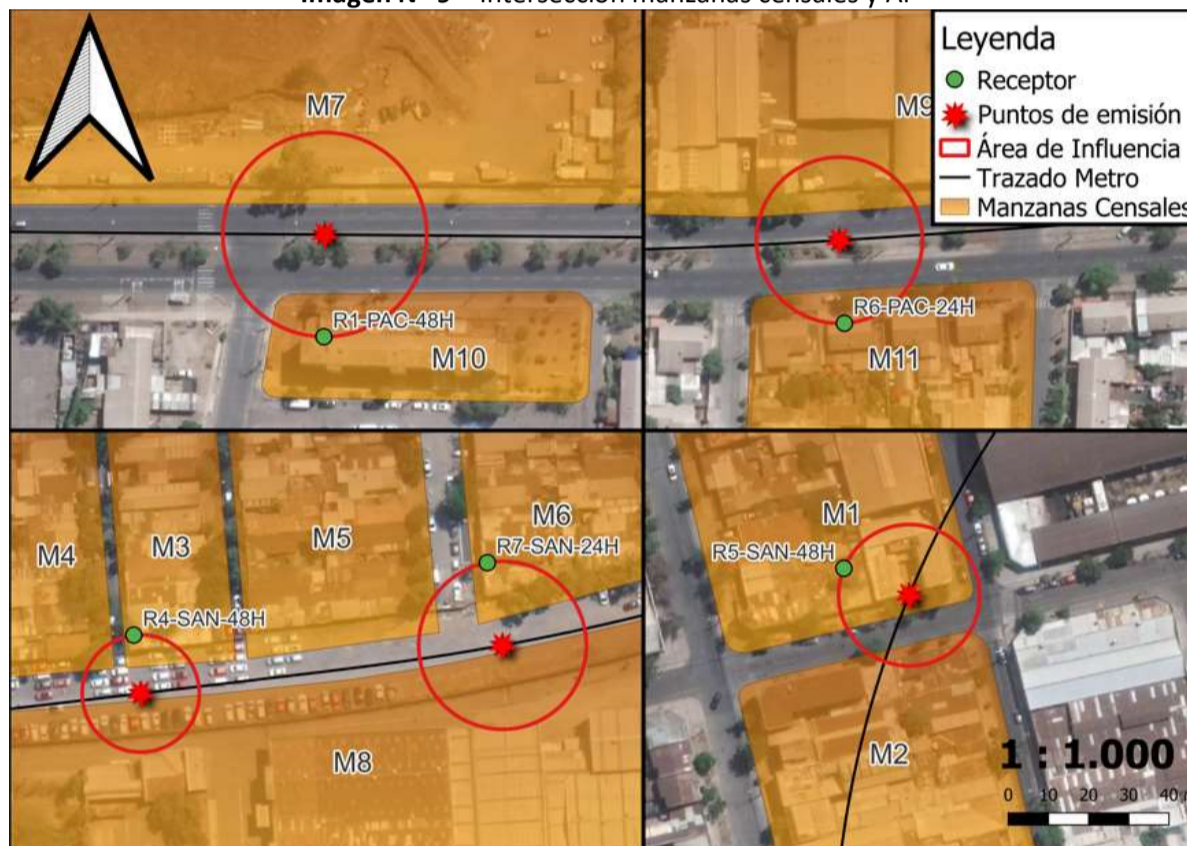 Imagen N° Intersección manzanas censales y AI
Leyenda
Receptor
Puntos de emisión
Área de Influencia
Trazado Metro
Manzanas Censales
M7
R1-PAC-48H
M10
M9
R6-PAC-24H
M11
M4
M3
M5
M6
R7-SAN-24H
R4-SAN-48H
M8
M1
R5-SAN-48H
M2
1 : 1.000
0 10 20 30 40